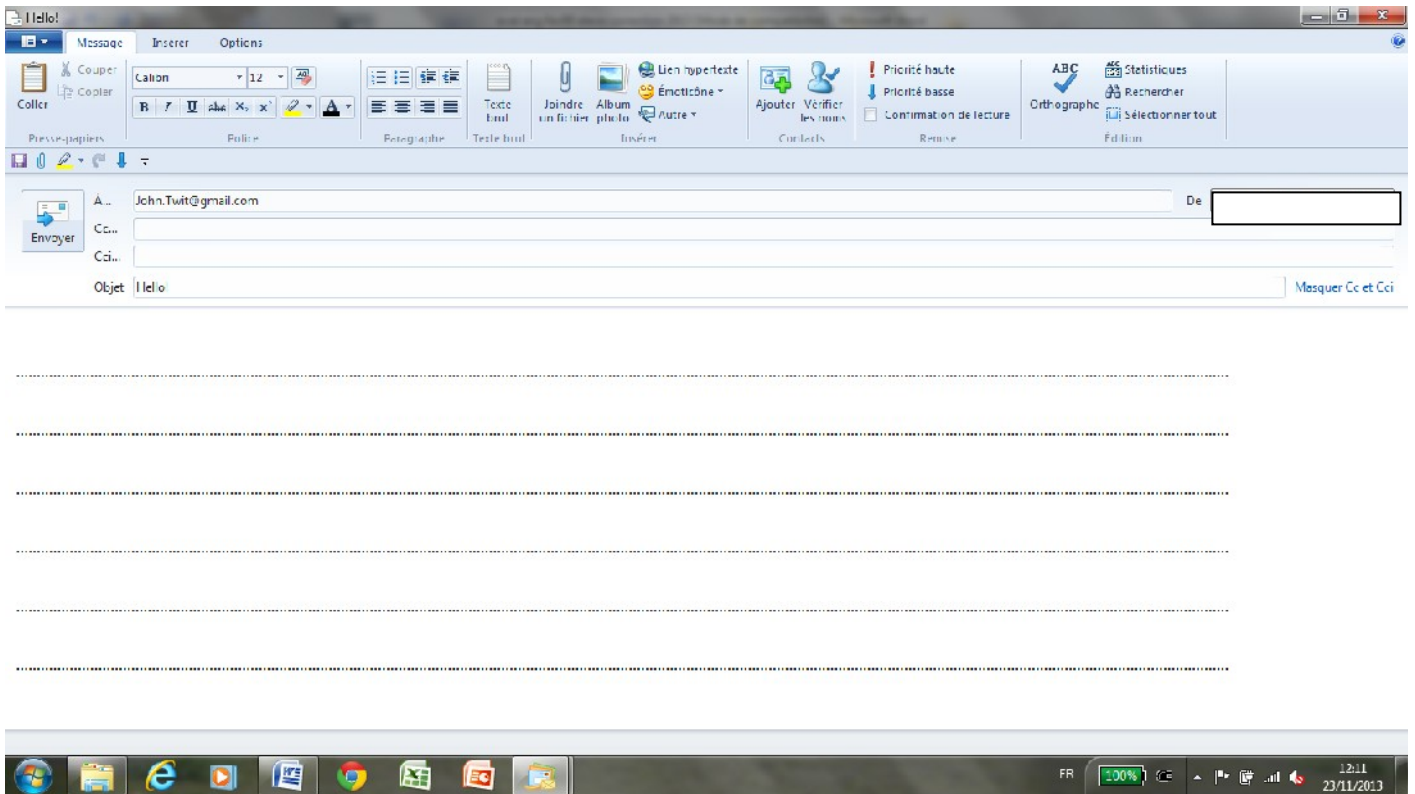 Hello!
Message Insérer Options
Couper
Copier
Coller
Calibri 12
Texte brut
Joindre un fichier
Album photo
Lien hypertexte
Émoticône
Autre
Ajouter
Vérifier les noms
Priorité haute
Priorité basse
Confirmation de lecture
ABC
Orthographe
Statistiques
Rechercher
Sélectionner tout
Presse-papiers Police Paragraphe Texte brut Insérer Contacts Remise Édition
Envoyer
À... John.Twit@gmail.com De
Cc...
Cci...
Objet Hello Masquer Cc et Cci
FR 100% 12:11
23/11/2013